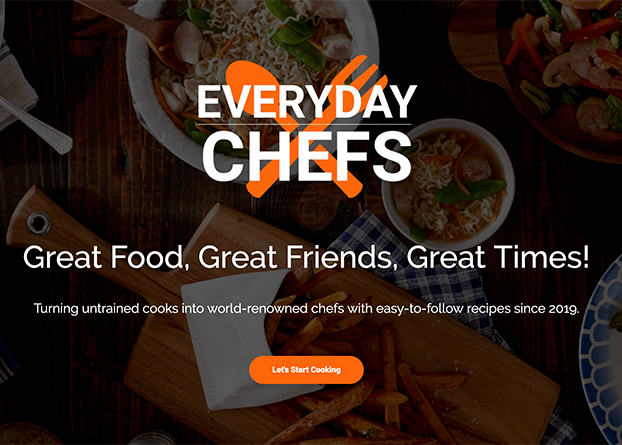 EVERYDAY
CHEFS
Great Food, Great Friends, Great Times!
Turning untrained cooks into world-renowned chefs with easy-to-follow recipes since 2019.
Let's Start Cooking